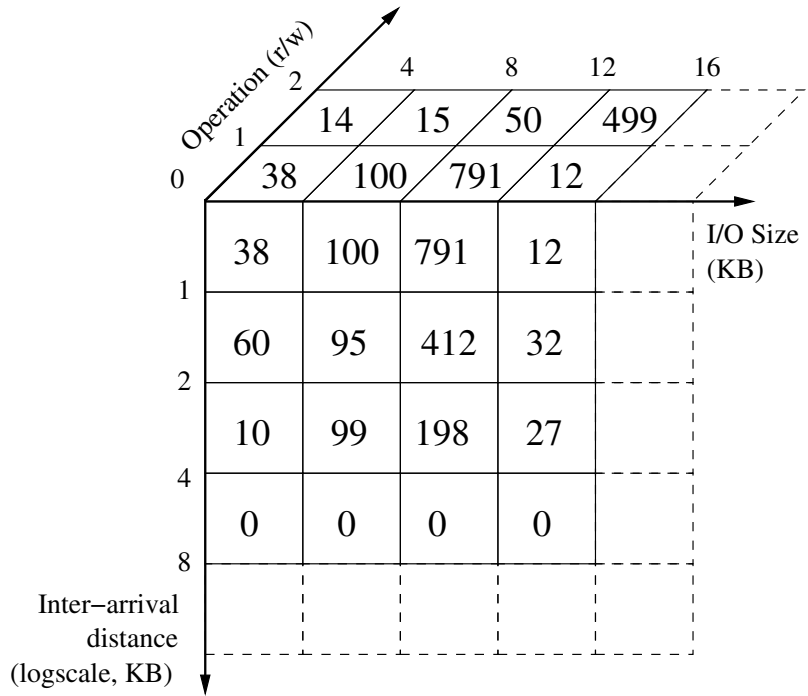 Operation (r/w)
4 8 12 16
2
14 15 50 499
1
38 100 791 12
0
I/O Size
(KB)
38 100 791 12
1
60 95 412 32
2
10 99 198 27
4
0 0 0 0
8
Inter−arrival
distance
(logscale, KB)